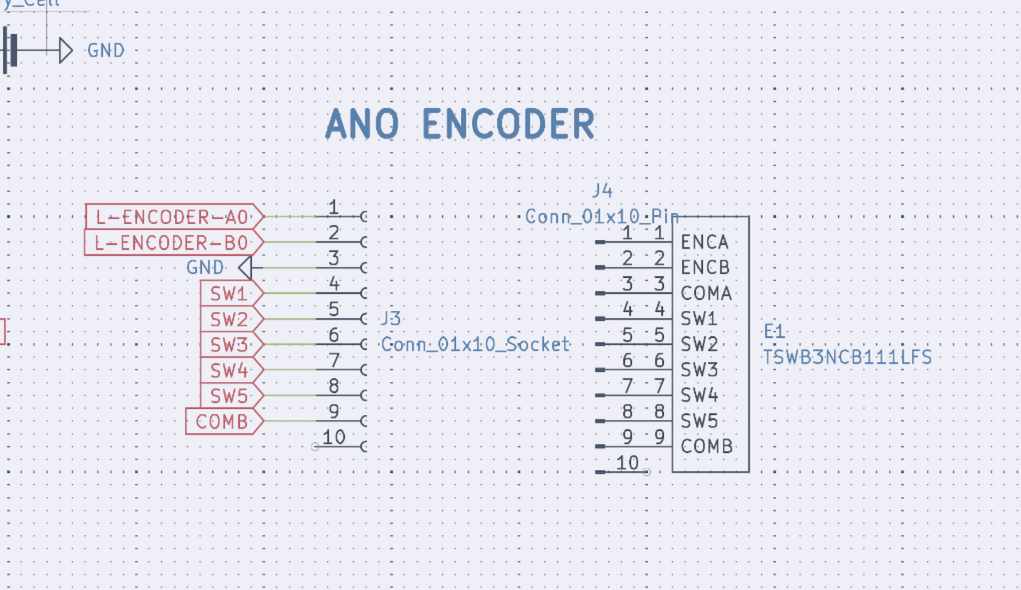 y_Cell
GND
ANO ENCODER
L-ENCODER-A0 1
L-ENCODER-B0 2
GND 3
SW1 4
SW2 5
SW3 6
SW4 7
SW5 8
COMB 9
10
J3
Conn_01x10_Socket
J4
Conn_01x10_Pin
1 1 ENCA
2 2 ENCB
3 3 COMA
4 4 SW1
5 5 SW2
6 6 SW3
7 7 SW4
8 8 SW5
9 9 COMB
10
E1
TSWB3NCB111LFS